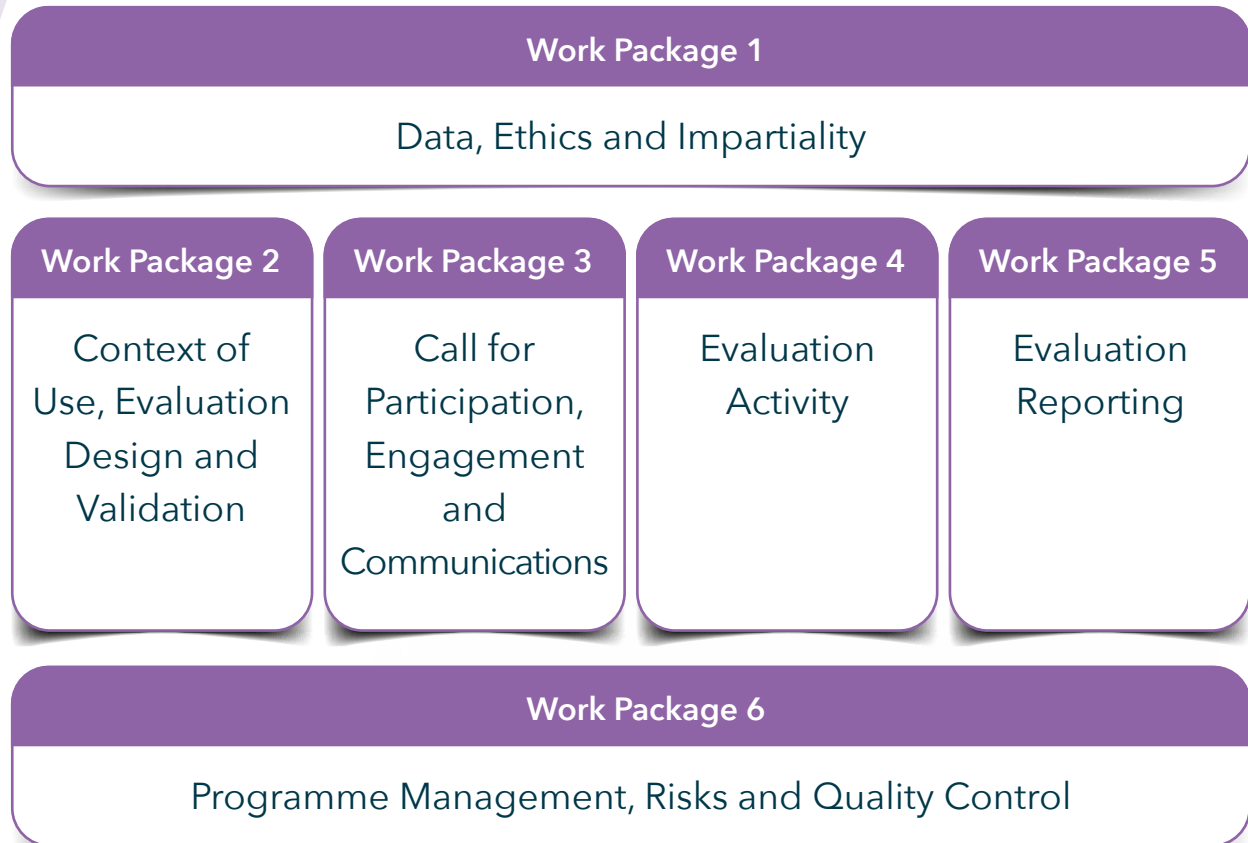 Work Package 1
Data, Ethics and Impartiality
Work Package 2
Context of
Use, Evaluation
Design and
Validation
Work Package 3
Call for
Participation,
Engagement
and
Communications
Work Package 4
Evaluation
Activity
Work Package 5
Evaluation
Reporting
Work Package 6
Programme Management, Risks and Quality Control